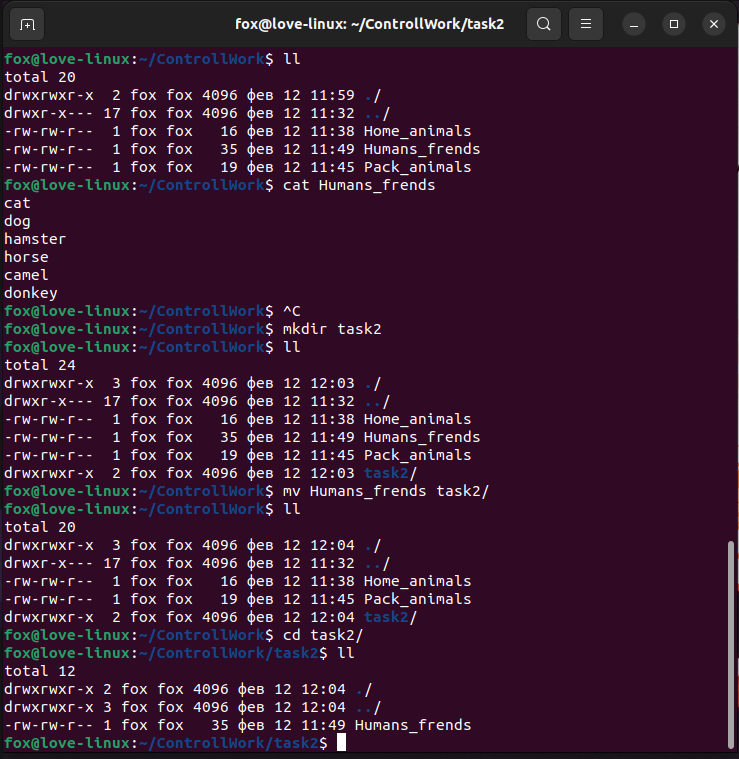 fox@love-linux: ~/ControllWork/task2
fox@love-linux:~/ControllWork$ ll
total 20
drwxrwxr-x  2 fox fox 4096 фев 12 11:59 ./
drwxr-x--- 17 fox fox 4096 фев 12 11:32 ../
-rw-rw-r--  1 fox fox   16 фев 12 11:38 Home_animals
-rw-rw-r--  1 fox fox   35 фев 12 11:49 Humans_frends
-rw-rw-r--  1 fox fox   19 фев 12 11:45 Pack_animals
fox@love-linux:~/ControllWork$ cat Humans_frends
cat
dog
hamster
horse
camel
donkey
fox@love-linux:~/ControllWork$ ^C
fox@love-linux:~/ControllWork$ mkdir task2
fox@love-linux:~/ControllWork$ ll
total 24
drwxrwxr-x  3 fox fox 4096 фев 12 12:03 ./
drwxr-x--- 17 fox fox 4096 фев 12 11:32 ../
-rw-rw-r--  1 fox fox   16 фев 12 11:38 Home_animals
-rw-rw-r--  1 fox fox   35 фев 12 11:49 Humans_frends
-rw-rw-r--  1 fox fox   19 фев 12 11:45 Pack_animals
drwxrwxr-x  2 fox fox 4096 фев 12 12:03 task2/
fox@love-linux:~/ControllWork$ mv Humans_frends task2/
fox@love-linux:~/ControllWork$ ll
total 20
drwxrwxr-x  3 fox fox 4096 фев 12 12:04 ./
drwxr-x--- 17 fox fox 4096 фев 12 11:32 ../
-rw-rw-r--  1 fox fox   16 фев 12 11:38 Home_animals
-rw-rw-r--  1 fox fox   19 фев 12 11:45 Pack_animals
drwxrwxr-x  2 fox fox 4096 фев 12 12:04 task2/
fox@love-linux:~/ControllWork$ cd task2/
fox@love-linux:~/ControllWork/task2$ ll
total 12
drwxrwxr-x 2 fox fox 4096 фев 12 12:04 ./
drwxrwxr-x 3 fox fox 4096 фев 12 12:04 ../
-rw-rw-r-- 1 fox fox   35 фев 12 11:49 Humans_frends
fox@love-linux:~/ControllWork/task2$